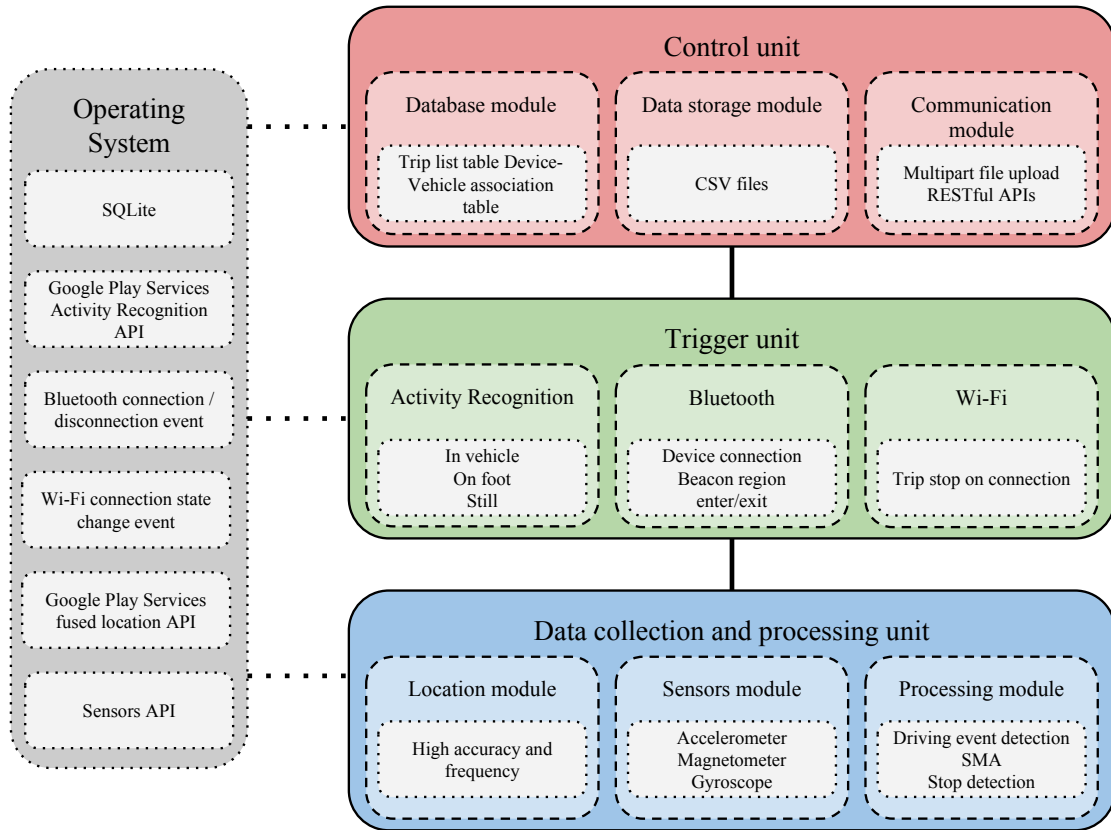 Operating
System
SQLite
Google Play Services
Activity Recognition
API
Bluetooth connection /
disconnection event
Wi-Fi connection state
change event
Google Play Services
fused location API
Sensors API
Control unit
Database module
Trip list table Device-
Vehicle association
table
Data storage module
CSV files
Communication
module
Multipart file upload
RESTful APIs
Trigger unit
Activity Recognition
In vehicle
On foot
Still
Bluetooth
Device connection
Beacon region
enter/exit
Wi-Fi
Trip stop on connection
Data collection and processing unit
Location module
High accuracy and
frequency
Sensors module
Accelerometer
Magnetometer
Gyroscope
Processing module
Driving event detection
SMA
Stop detection